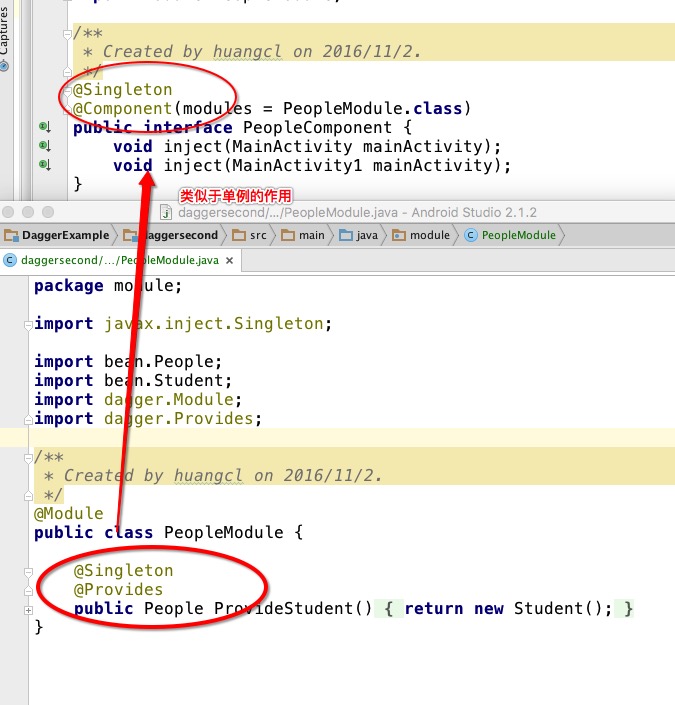 Captures
/**
* Created by huangcl on 2016/11/2.
*/
@Singleton
@Component(modules = PeopleModule.class)
public interface PeopleComponent {
void inject(MainActivity mainActivity);
void inject(MainActivity1 mainActivity);
}
类似于单例的作用
daggersecond/.../PeopleModule.java - Android Studio 2.1.2
DaggerExample
daggersecond
src
main
java
module
PeopleModule
daggersecond/.../PeopleModule.java ×
package module;
import javax.inject.Singleton;
import bean.People;
import bean.Student;
import dagger.Module;
import dagger.Provides;
/**
* Created by huangcl on 2016/11/2.
*/
@Module
public class PeopleModule {
@Singleton
@Provides
public People ProvideStudent() { return new Student(); }
}